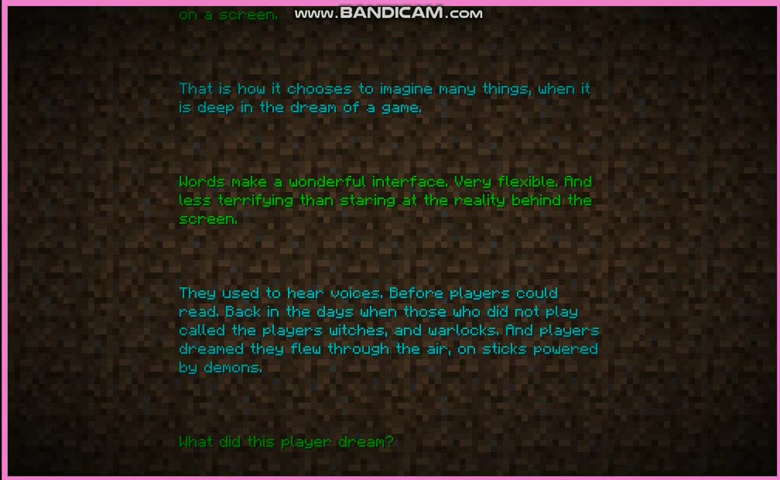 www.BANDICAM.com
on a screen.
That is how it chooses to imagine many things, when it
is deep in the dream of a game.
Words make a wonderful interface. Very flexible. And
less terrifying than staring at the reality behind the
screen.
They used to hear voices. Before players could
read. Back in the days when those who did not play
called the players witches, and warlocks. And players
dreamed they flew through the air, on sticks powered
by demons.
What did this player dream?